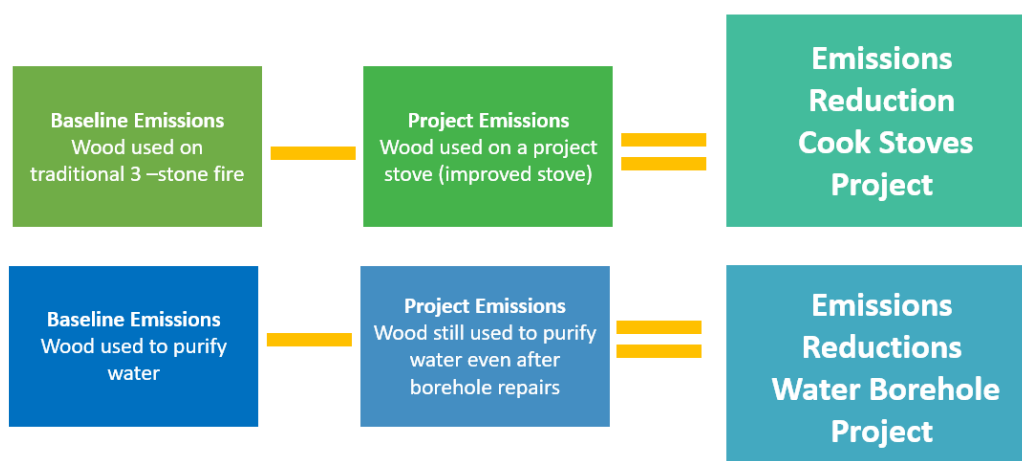 Baseline Emissions
Wood used on
traditional 3 –stone fire
Project Emissions
Wood used on a project
stove (improved stove)
Emissions
Reduction
Cook Stoves
Project
Baseline Emissions
Wood used to purify
water
Project Emissions
Wood still used to purify
water even after
borehole repairs
Emissions
Reductions
Water Borehole
Project